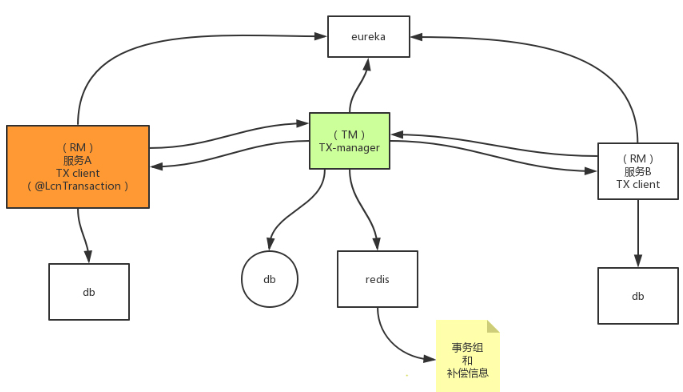 eureka
（RM）
服务A
TX client
（@LcnTransaction）
（TM）
TX-manager
（RM）
服务B
TX client
db
db
redis
db
事务组
和
补偿信息